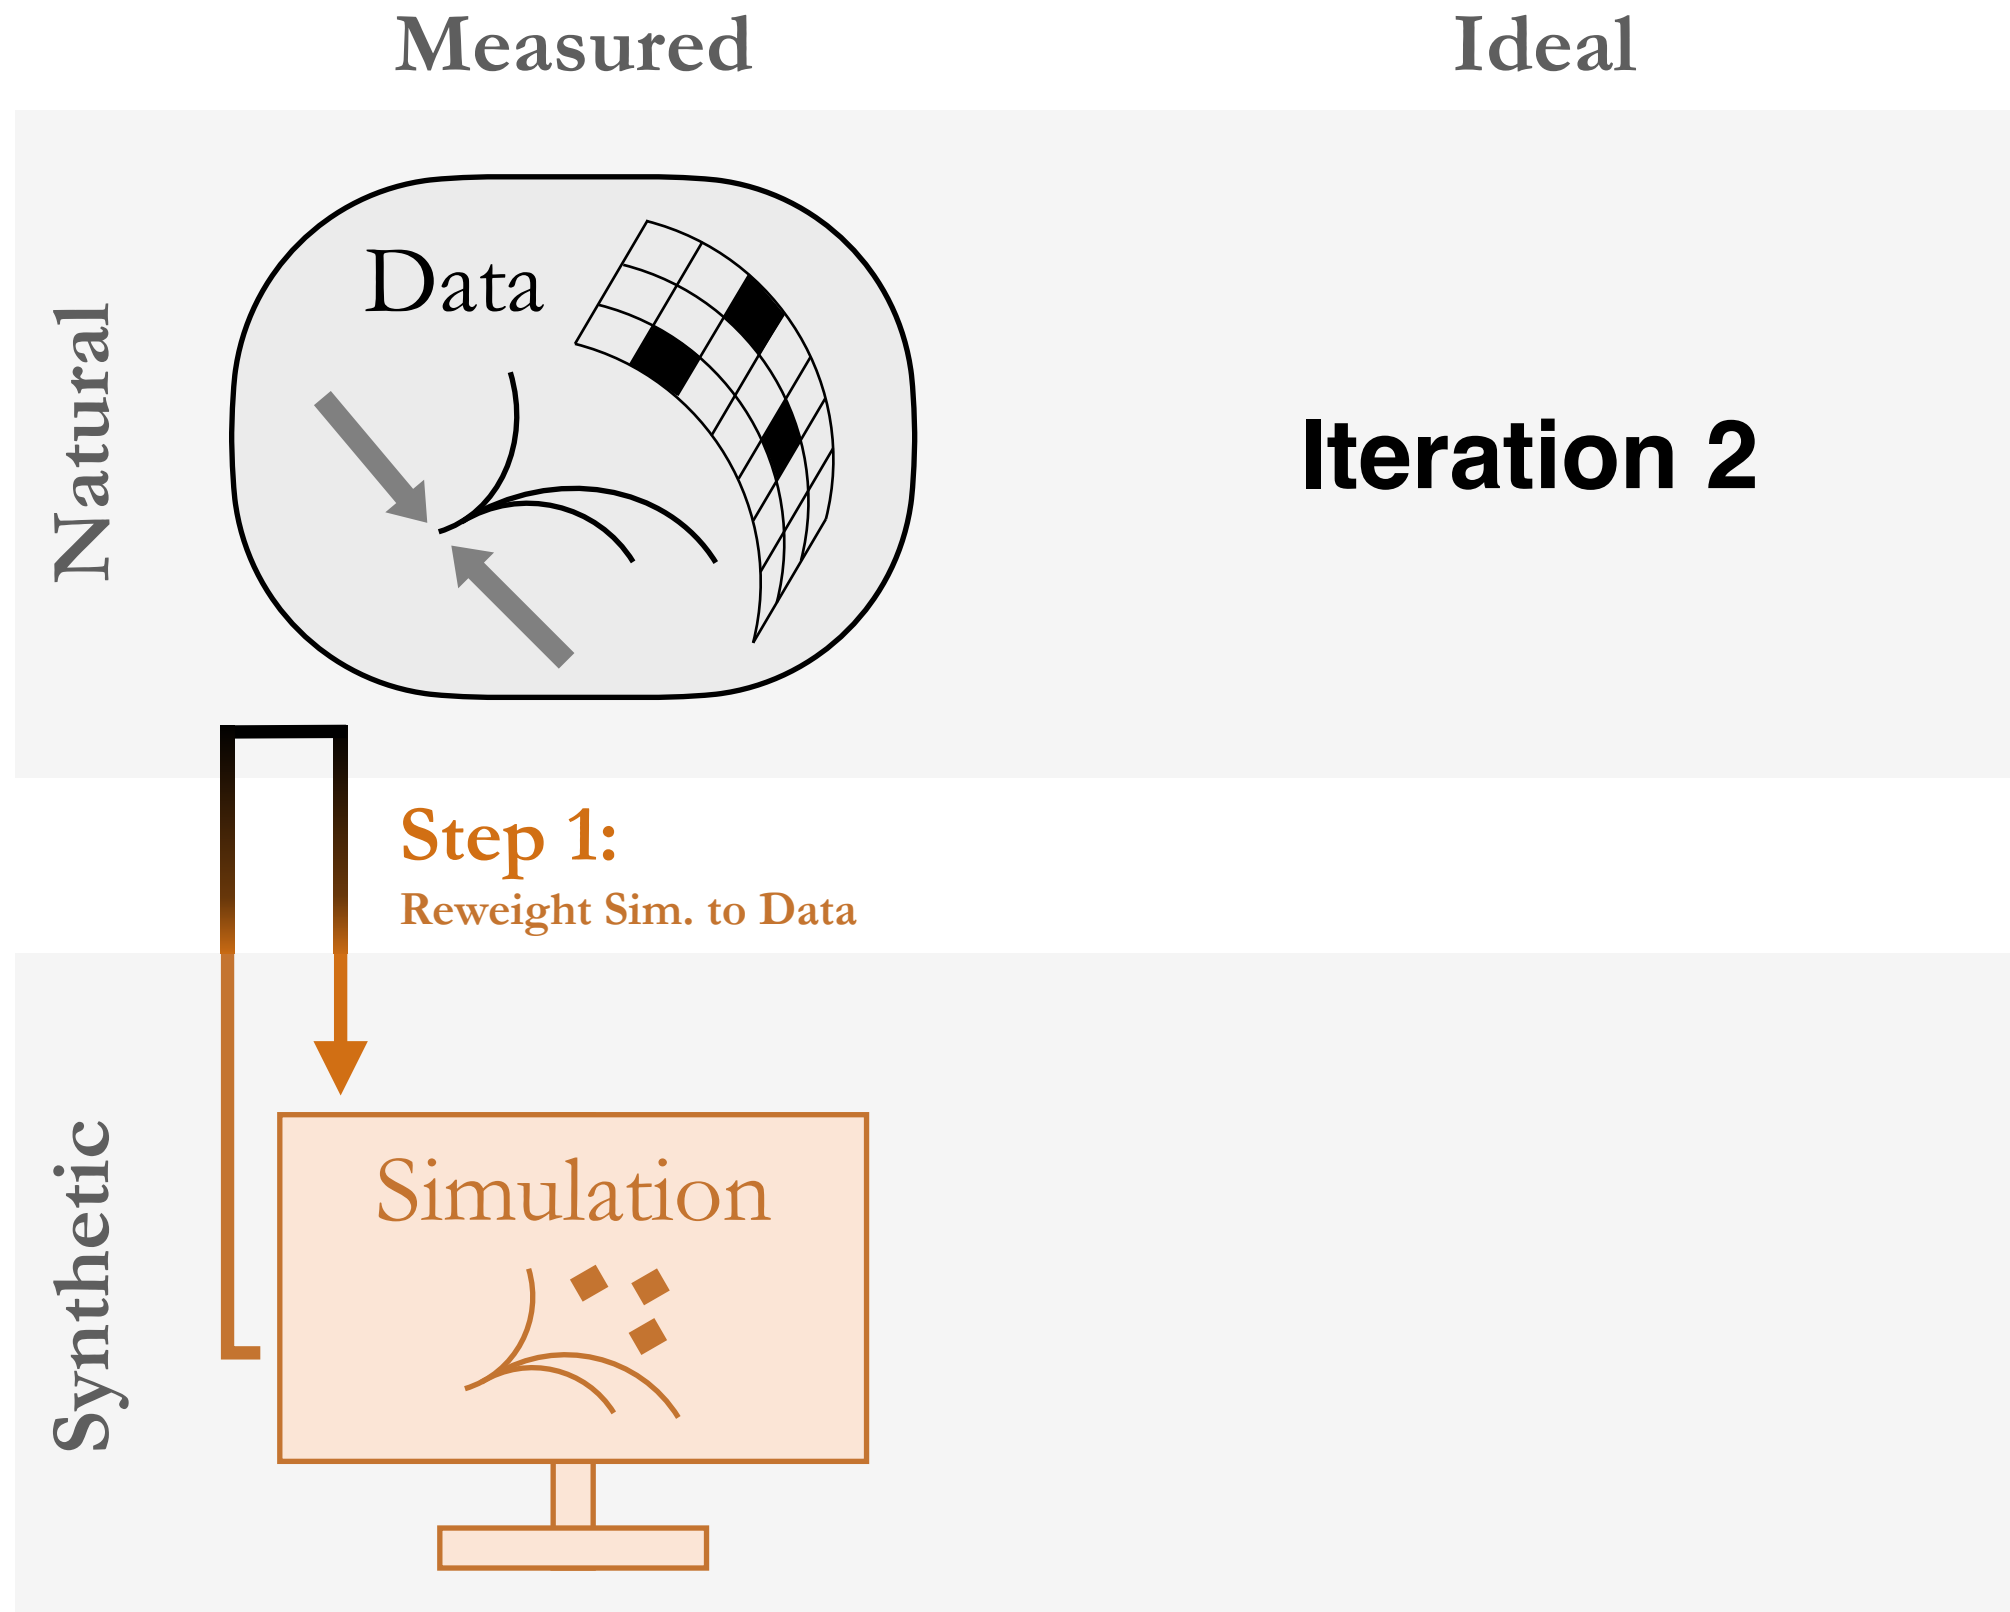 Measured
Ideal
Natural
Data
Iteration 2
Step 1:
Reweight Sim. to Data
Synthetic
Simulation